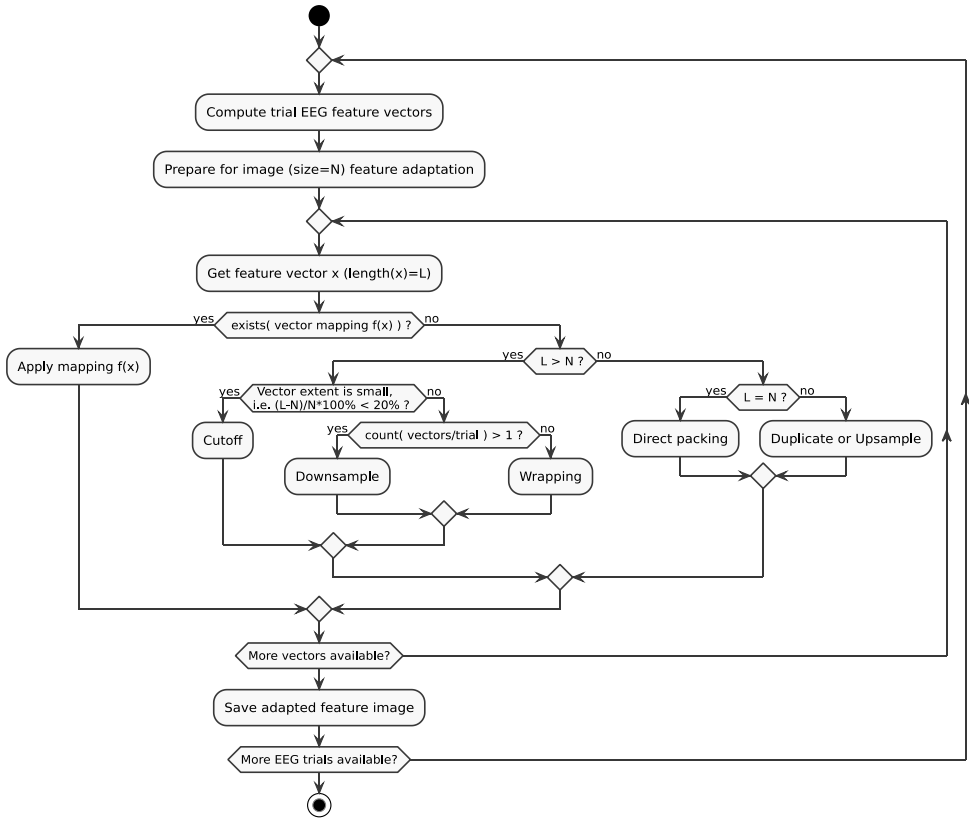 Compute trial EEG feature vectors
Prepare for image (size=N) feature adaptation
Get feature vector x (length(x)=L)
yes
exists( vector mapping f(x) ) ?
no
Apply mapping f(x)
yes
L > N ?
no
yes
Vector extent is small,
i.e. (L-N)/N*100% < 20% ?
no
yes
L = N ?
no
Cutoff
yes
count( vectors/trial ) > 1 ?
no
Direct packing
Duplicate or Upsample
Downsample
Wrapping
More vectors available?
Save adapted feature image
More EEG trials available?